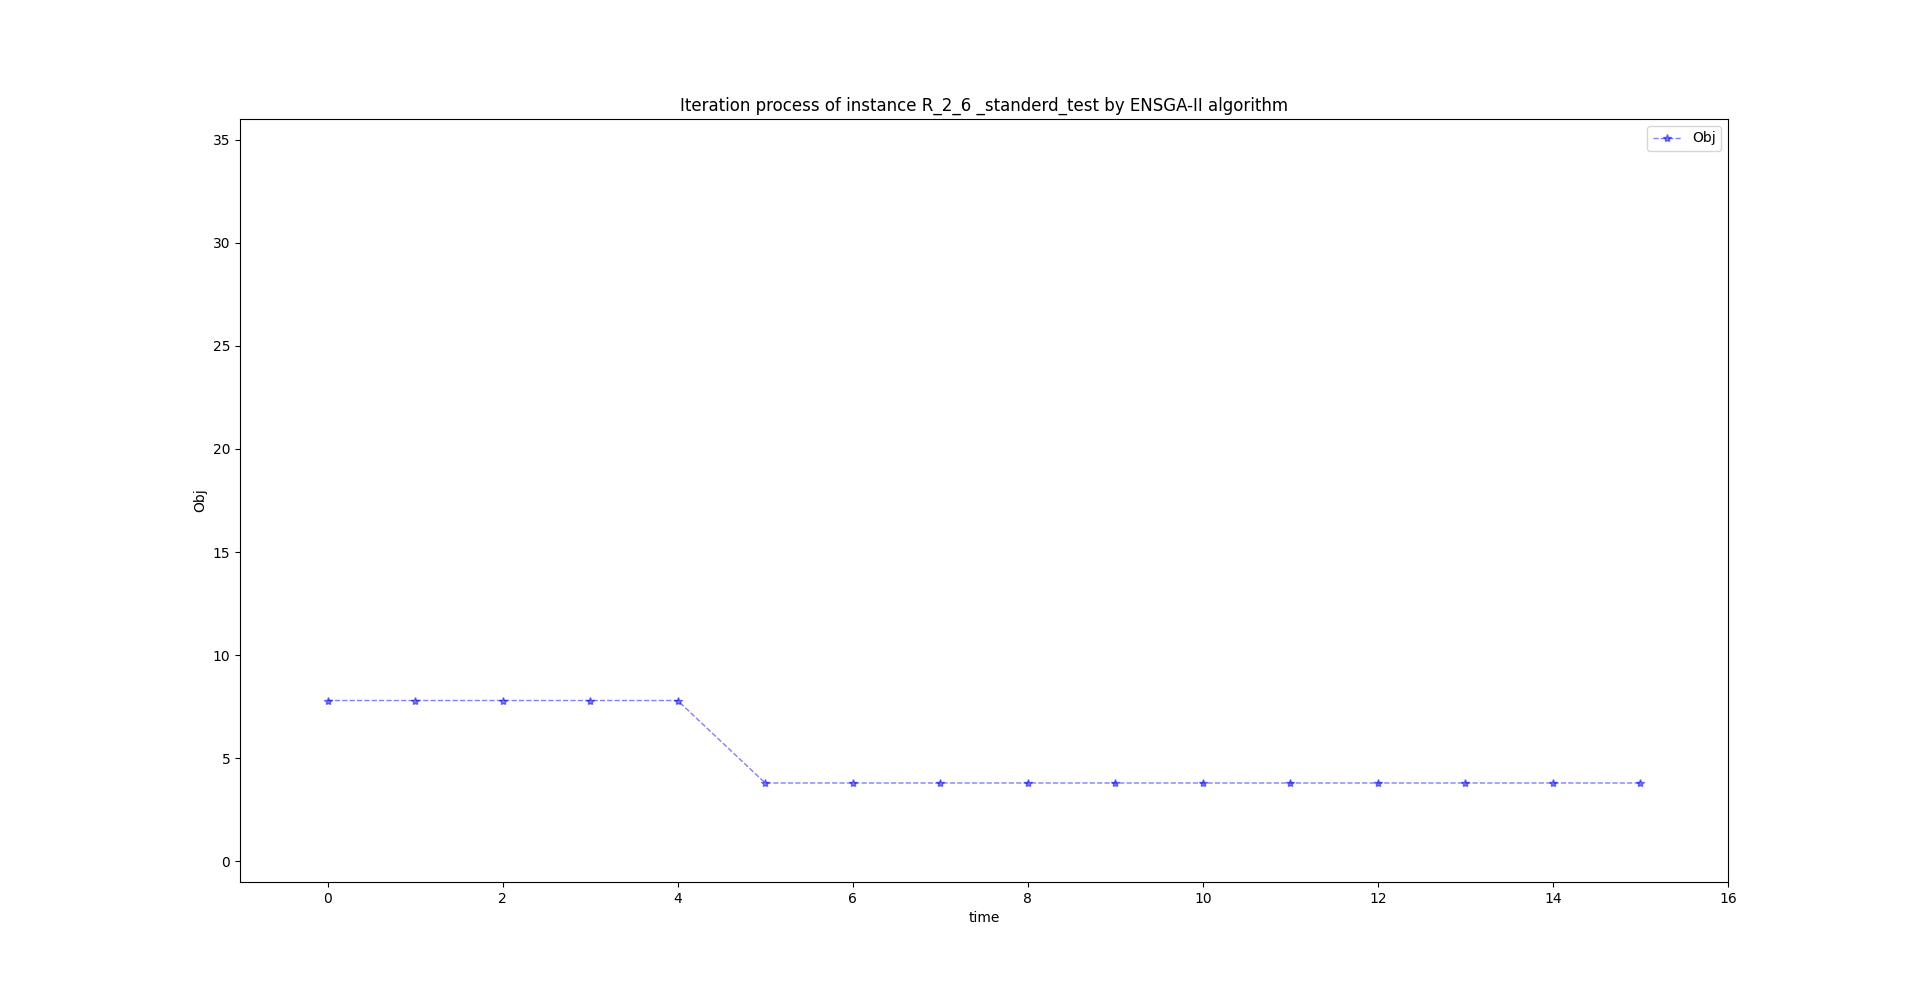 Iteration process of instance R_2_6 _standerd_test by ENSGA-II algorithm
Obj
35
30
25
20
15
10
5
0
Obj
0 2 4 6 8 10 12 14 16
time